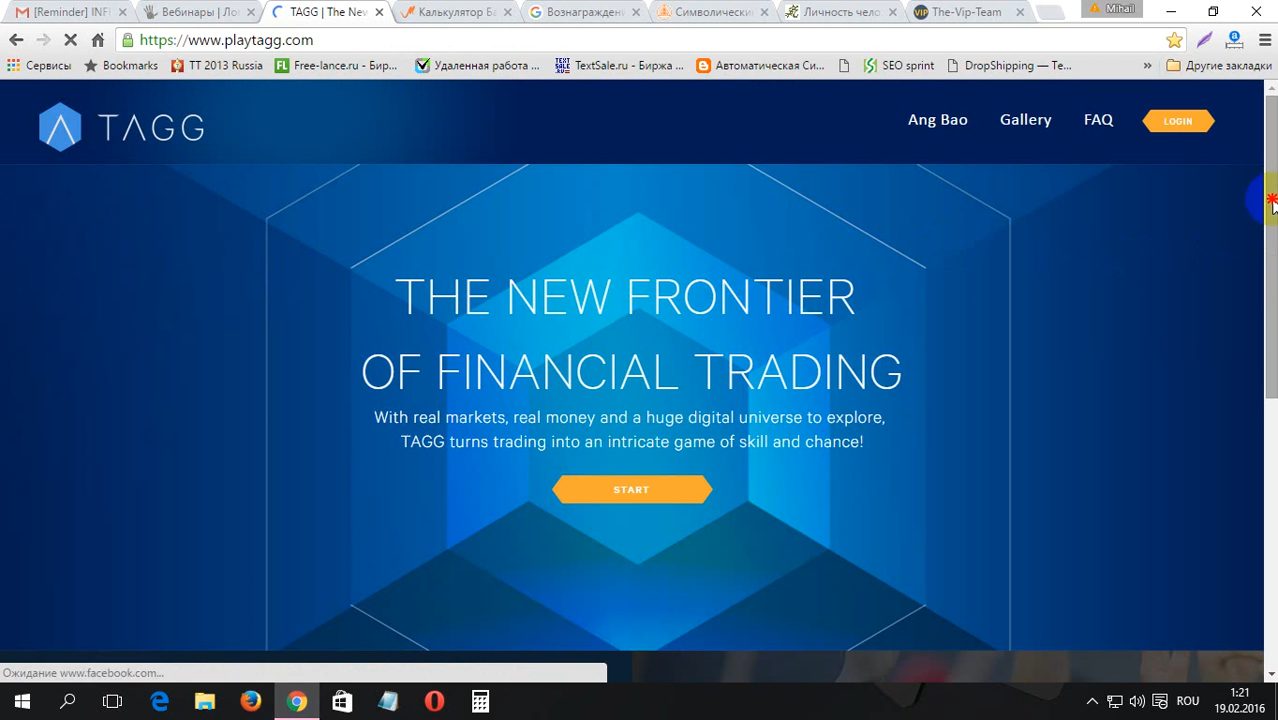 [Reminder] INF
Вебинары | Ло
TAGG | The New
Калькулятор Б
Вознагражден
Символически
Личность чело
The-Vip-Team
Mihail
https://www.playtagg.com
Сервисы
Bookmarks
TT 2013 Russia
Free-lance.ru - Бир...
Удаленная работа ...
TextSale.ru - Биржа ...
Автоматическая Си...
SEO sprint
DropShipping — Те...
»
Другие закладки
TAGG
Ang Bao
Gallery
FAQ
LOGIN
THE NEW FRONTIER
OF FINANCIAL TRADING
With real markets, real money and a huge digital universe to explore,
TAGG turns trading into an intricate game of skill and chance!
START
Ожидание www.facebook.com...
ROU
1:21
19.02.2016